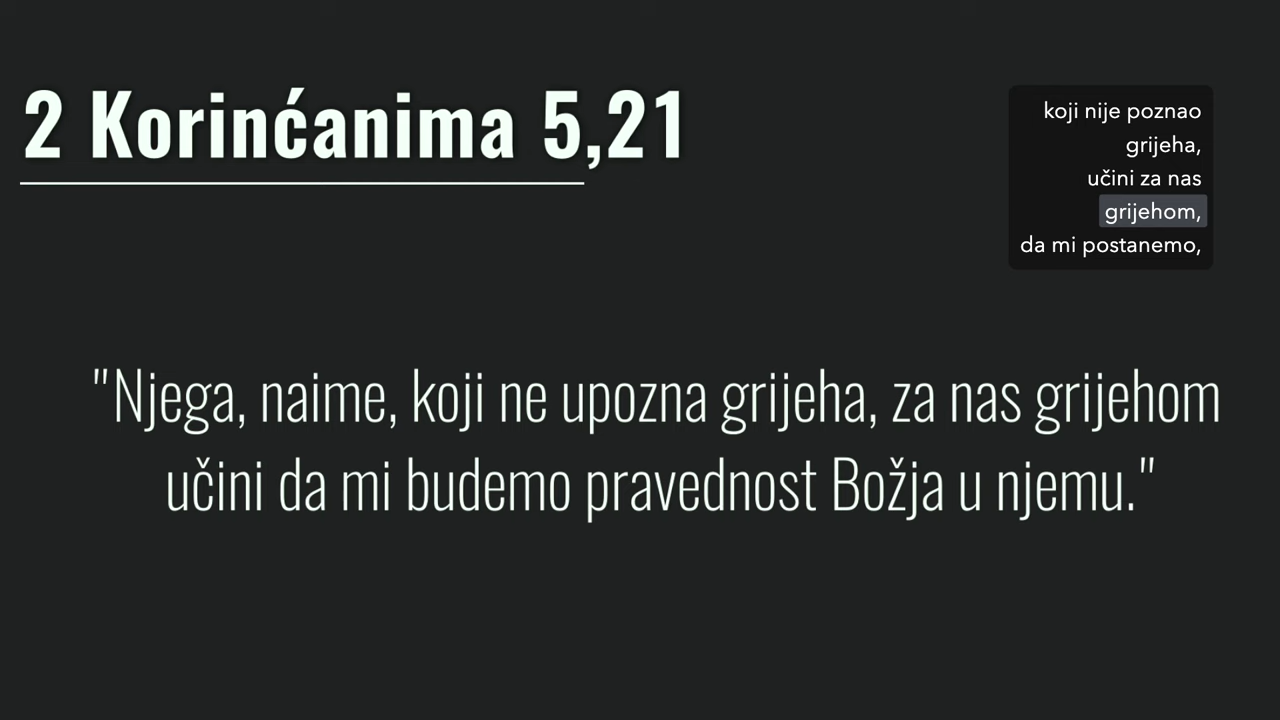 2 Korinćanima 5,21
koji nije poznao
grijeha,
učini za nas
grijehom,
da mi postanemo,
"Njega, naime, koji ne upozna grijeha, za nas grijehom
učini da mi budemo pravednost Božja u njemu."